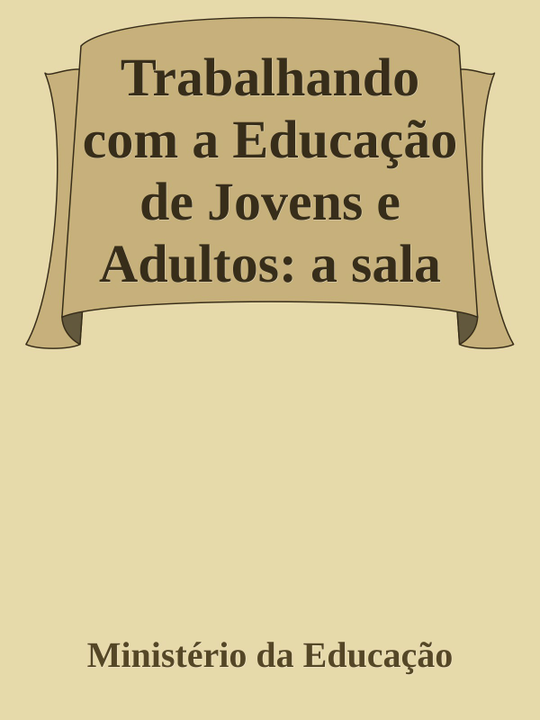 Trabalhando
com a Educação
de Jovens e
Adultos: a sala
Ministério da Educação